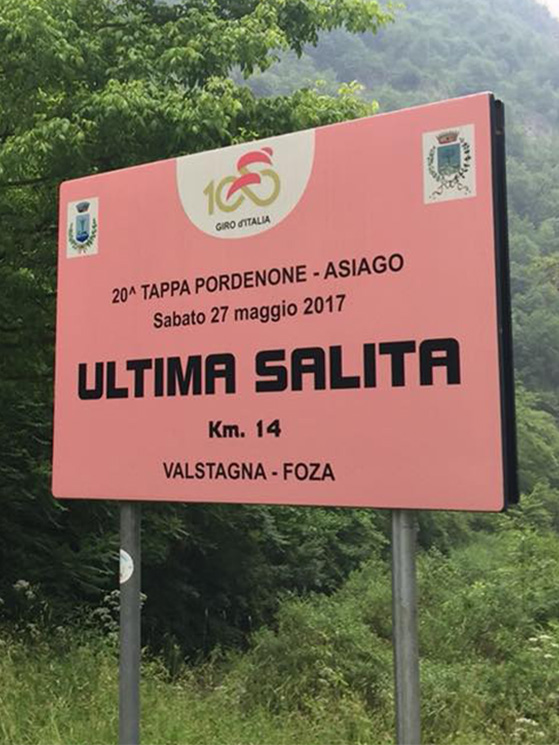 100
GIRO d'ITALIA
20^ TAPPA PORDENONE - ASIAGO
Sabato 27 maggio 2017
ULTIMA SALITA
Km. 14
VALSTAGNA - FOZA